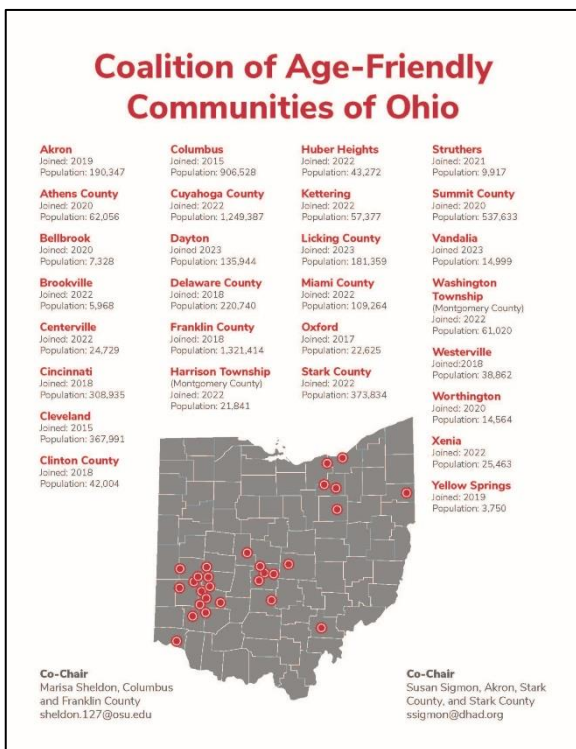 Coalition of Age-Friendly
Communities of Ohio
Akron
Joined: 2019
Population: 190,347
Athens County
Joined: 2020
Population: 62,056
Bellbrook
Joined: 2020
Population: 7,328
Brookville
Joined: 2022
Population: 5,968
Centerville
Joined: 2022
Population: 24,729
Cincinnati
Joined: 2018
Population: 308,935
Cleveland
Joined: 2015
Population: 367,991
Clinton County
Joined: 2018
Population: 42,004
Columbus
Joined: 2015
Population: 906,528
Cuyahoga County
Joined: 2022
Population: 1,249,387
Dayton
Joined 2023
Population: 135,944
Delaware County
Joined: 2018
Population: 220,740
Franklin County
Joined: 2018
Population: 1,321,414
Harrison Township
(Montgomery County)
Joined: 2022
Population: 21,841
Huber Heights
Joined: 2022
Population: 43,272
Kettering
Joined: 2022
Population: 57,377
Licking County
Joined: 2023
Population: 181,359
Miami County
Joined: 2022
Population: 109,264
Oxford
Joined: 2017
Population: 22,625
Stark County
Joined: 2022
Population: 373,834
Struthers
Joined: 2021
Population: 9,917
Summit County
Joined: 2020
Population: 537,633
Vandalia
Joined 2023
Population: 14,999
Washington
Township
(Montgomery County)
Joined: 2022
Population: 61,020
Westerville
Joined:2018
Population: 38,862
Worthington
Joined: 2020
Population: 14,564
Xenia
Joined: 2022
Population: 25,463
Yellow Springs
Joined: 2019
Population: 3,750
Co-Chair
Marisa Sheldon, Columbus
and Franklin County
sheldon.127@osu.edu
Co-Chair
Susan Sigmon, Akron, Stark
County, and Stark County
ssigmon@dhad.org